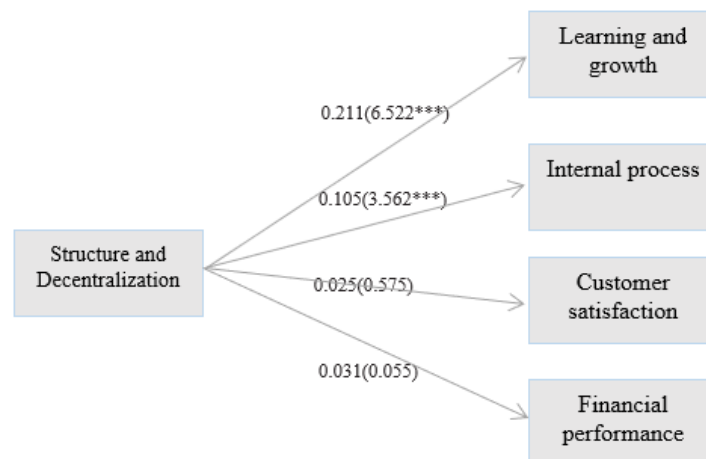 Learning and
growth
0.211(6.522***)
0.105(3.562***)
Internal process
Structure and
Decentralization
0.025(0.575)
Customer
satisfaction
0.031(0.055)
Financial
performance